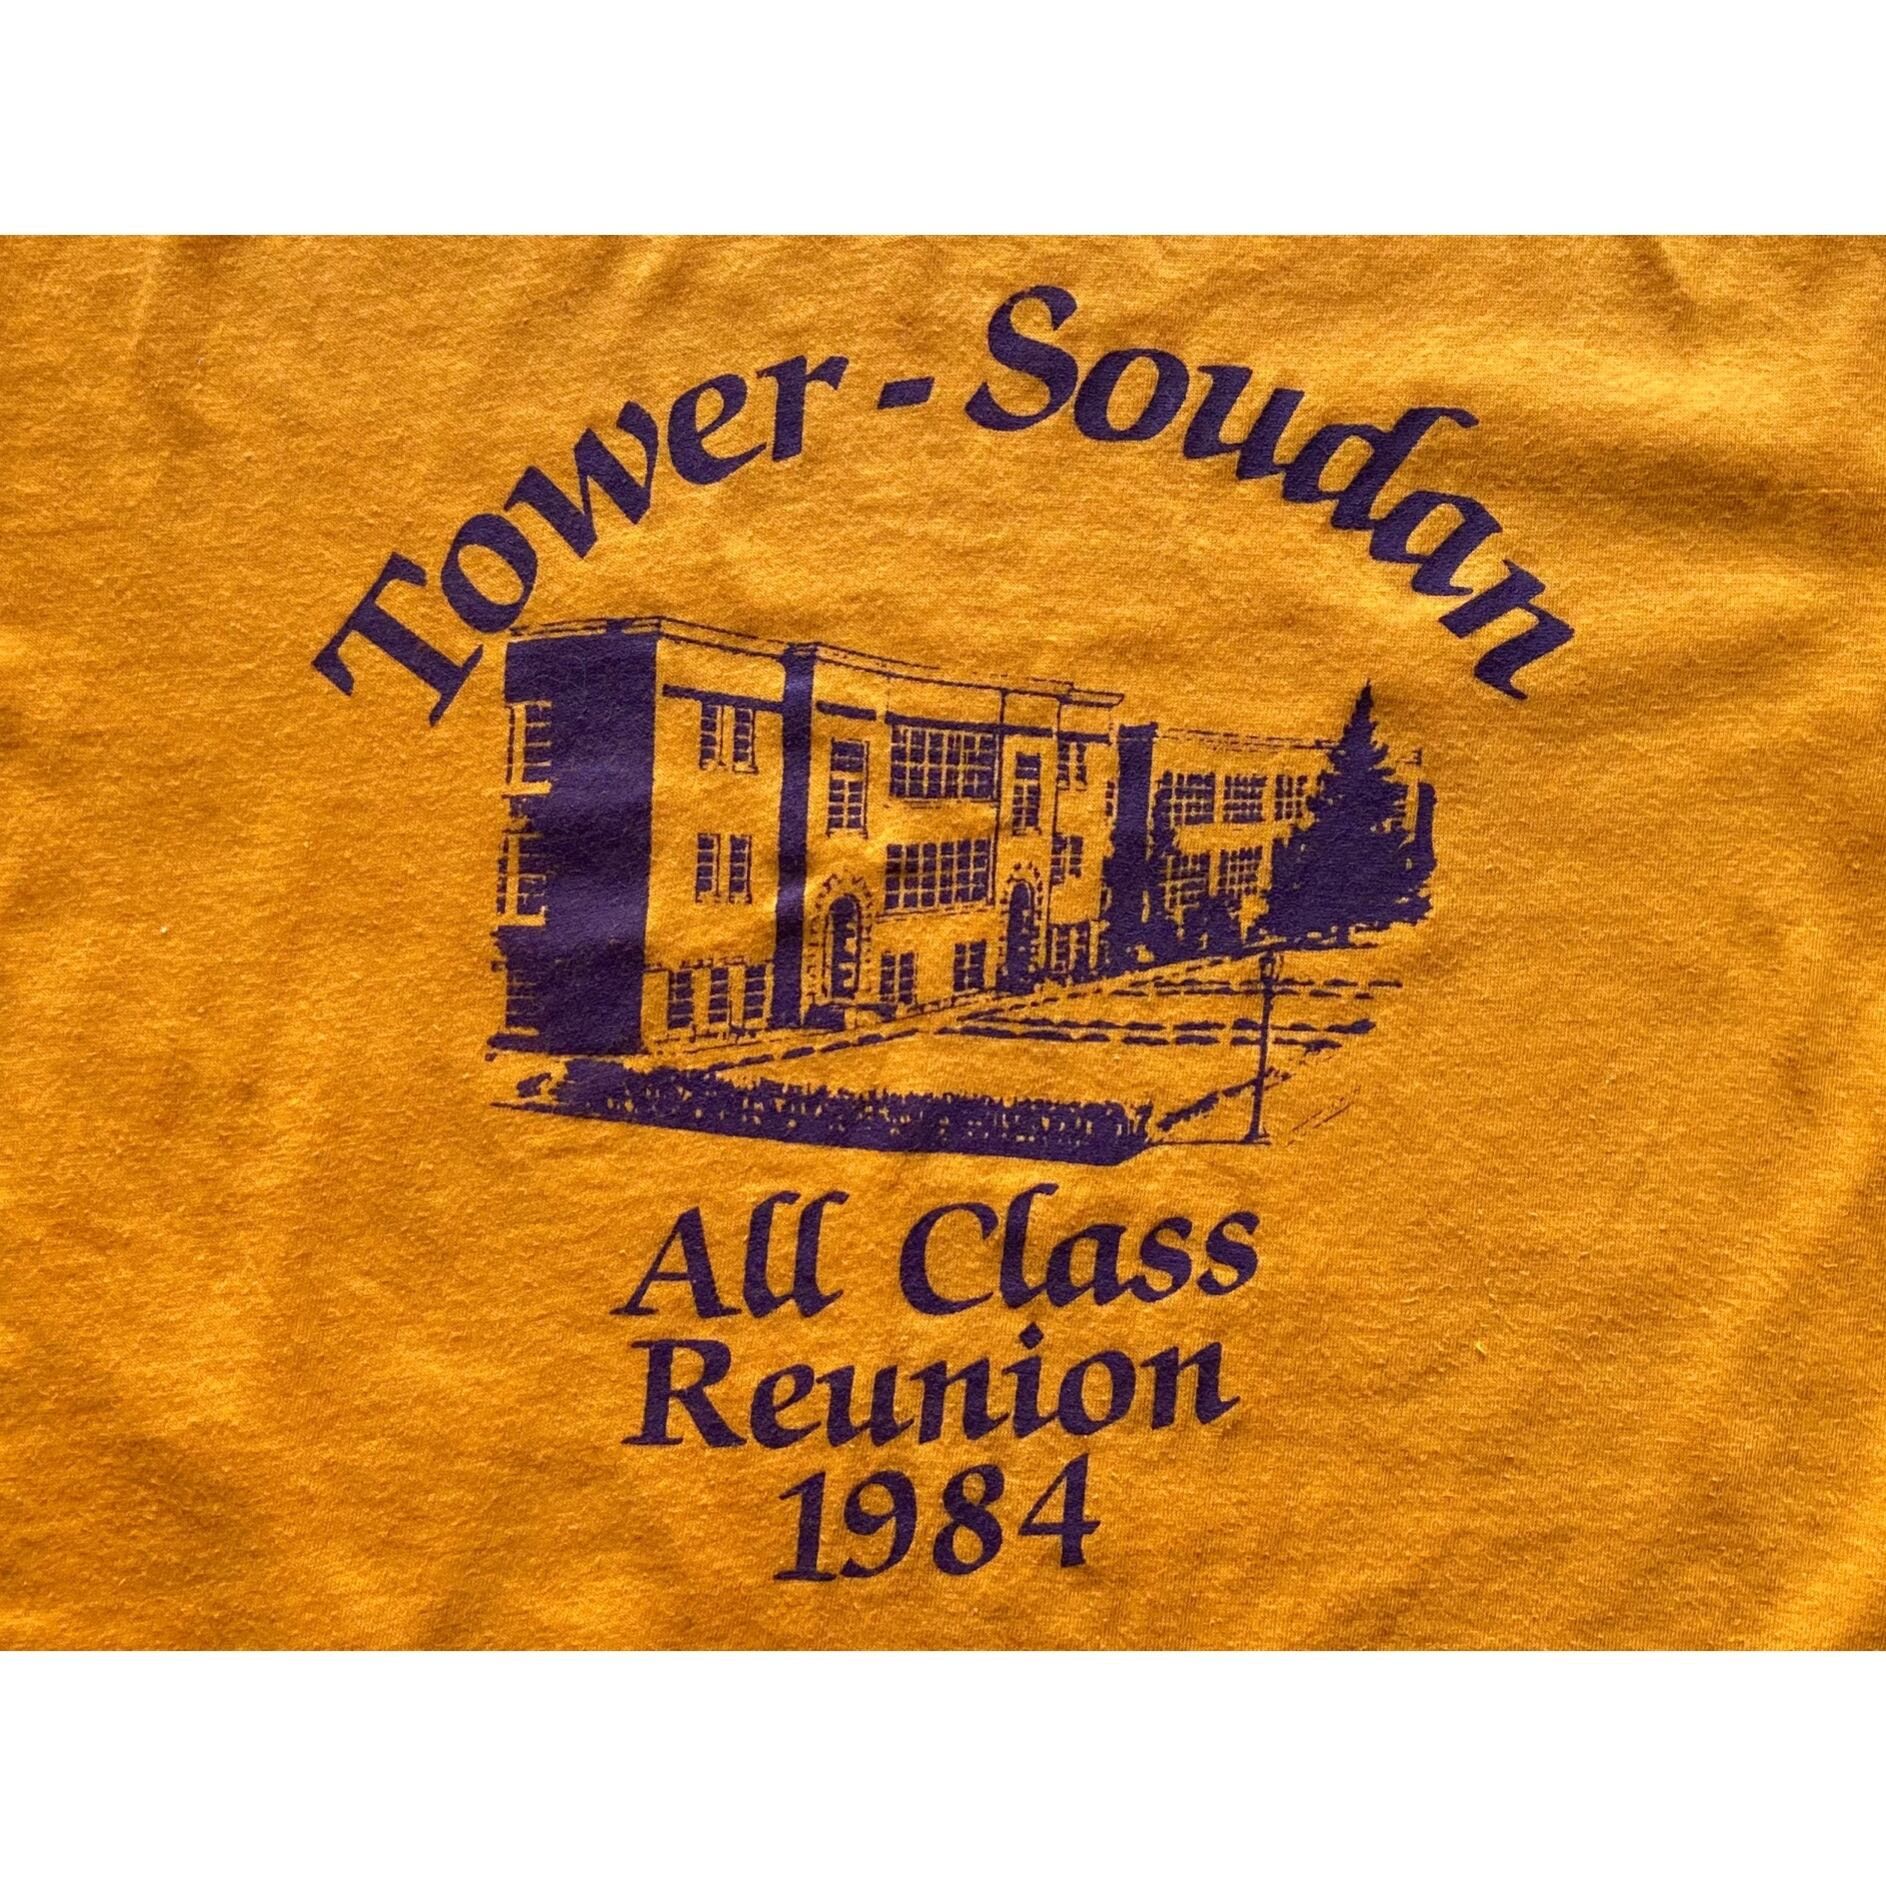 Tower - Soudan
All Class
Reunion
1984